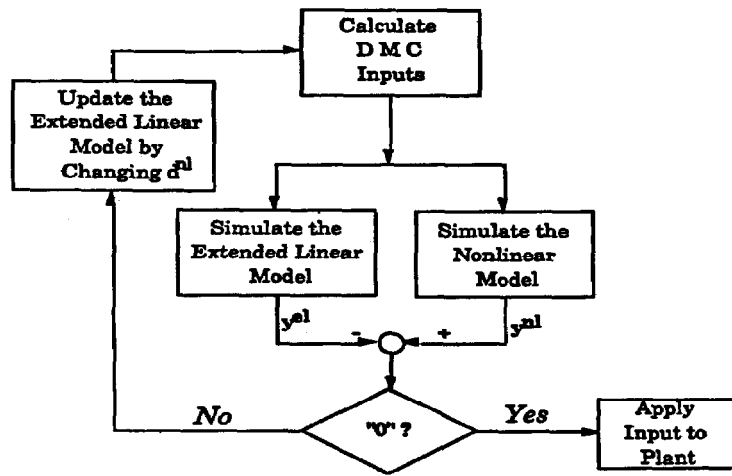 Calculate
D M C
Inputs
Update the
Extended Linear
Model by
Changing d^nl
Simulate the
Extended Linear
Model
Simulate the
Nonlinear
Model
y^el
-
+
y^nl
No
"0" ?
Yes
Apply
Input to
Plant